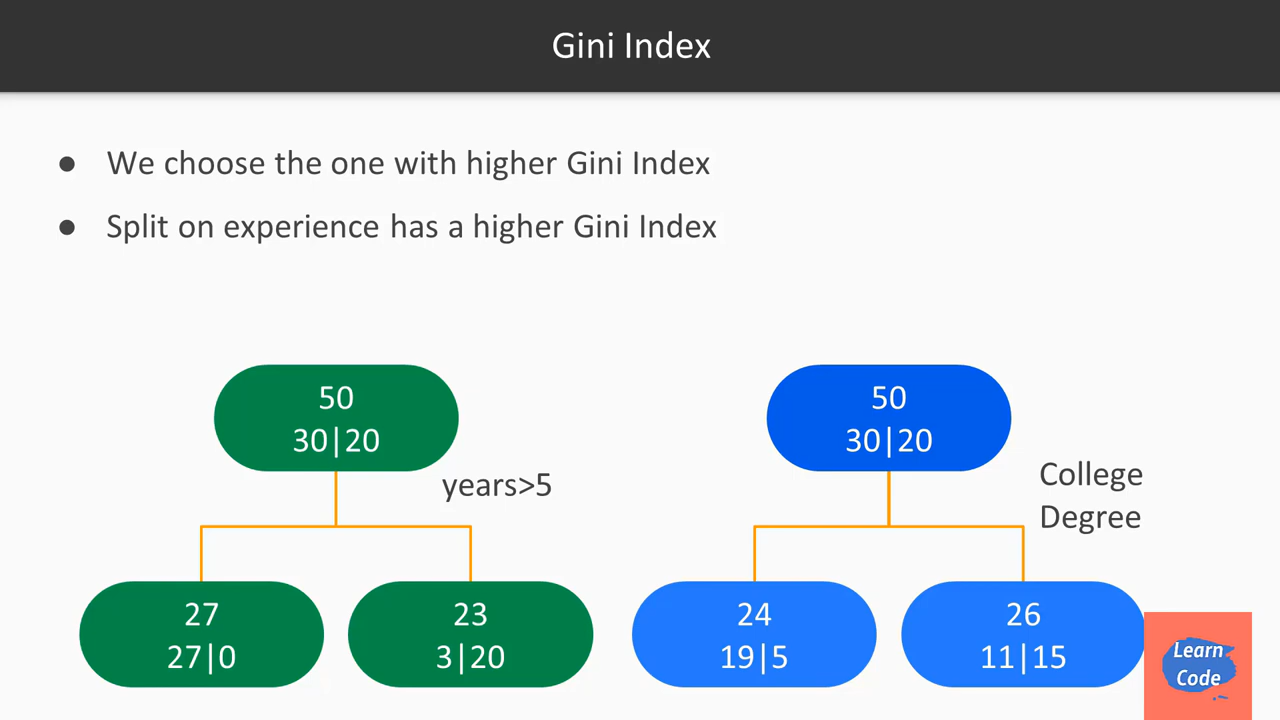 Gini Index
● We choose the one with higher Gini Index
● Split on experience has a higher Gini Index
50
30|20
years>5
27
27|0
23
3|20
50
30|20
College
Degree
24
19|5
26
11|15
Learn
Code